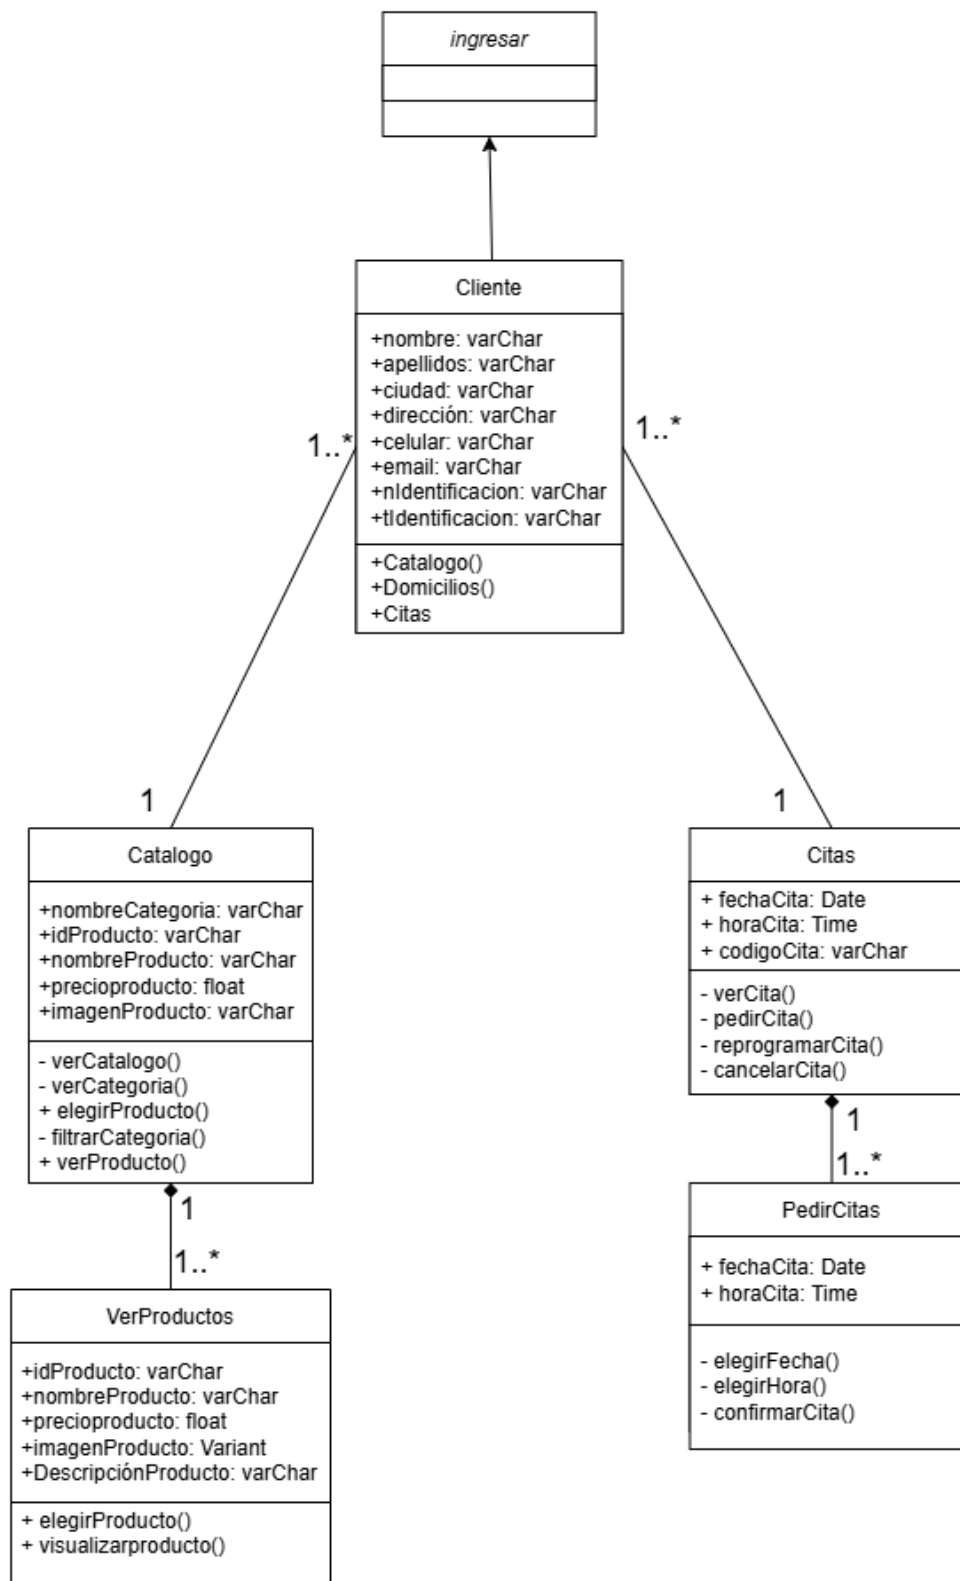 ingresar
Cliente
+nombre: varChar
+apellidos: varChar
+ciudad: varChar
+dirección: varChar
+celular: varChar
+email: varChar
+nIdentificacion: varChar
+tIdentificacion: varChar
+Catalogo()
+Domicilios()
+Citas
1..*
1..*
1
1
Catalogo
+nombreCategoria: varChar
+idProducto: varChar
+nombreProducto: varChar
+precioproducto: float
+imagenProducto: varChar
- verCatalogo()
- verCategoria()
+ elegirProducto()
- filtrarCategoria()
+ verProducto()
1
1..*
VerProductos
+idProducto: varChar
+nombreProducto: varChar
+precioproducto: float
+imagenProducto: Variant
+DescripciónProducto: varChar
+ elegirProducto()
+ visualizarproducto()
Citas
+ fechaCita: Date
+ horaCita: Time
+ codigoCita: varChar
- verCita()
- pedirCita()
- reprogramarCita()
- cancelarCita()
1
1..*
PedirCitas
+ fechaCita: Date
+ horaCita: Time
- elegirFecha()
- elegirHora()
- confirmarCita()